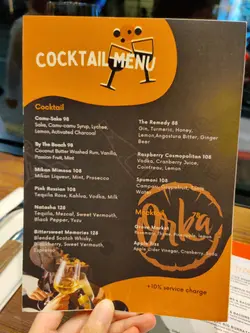 COCKTAIL MENU
Cocktail
Camu-Sake 98
Sake, Camu-camu Syrup, Lychee,
Lemon, Activated Charcoal
By The Beach 98
Coconut Butter Washed Rum, Vanilla,
Passion Fruit, Mint
Mikan Mimosa 108
Mikan Liqueur, Mint, Prosecco
Pink Russian 108
Tequila Rose, Kahlua, Vodka, Milk
Natasha 128
Tequila, Mezcal, Sweet Vermouth,
Black Pepper, Yuzu
Bittersweet Memories 128
Blended Scotch Whisky,
Sweet Vermouth,
The Remedy 98
Gin, Turmeric, Honey,
Lemon, Angostura Bitter, Ginger
Beer
Raspberry Cosmopolitan 108
Vodka, Cranberry Juice,
Cointreau, Lemon
Spumoni 108
Campari,
Apple Cider Vinegar, Cranberry,
+10% service charge